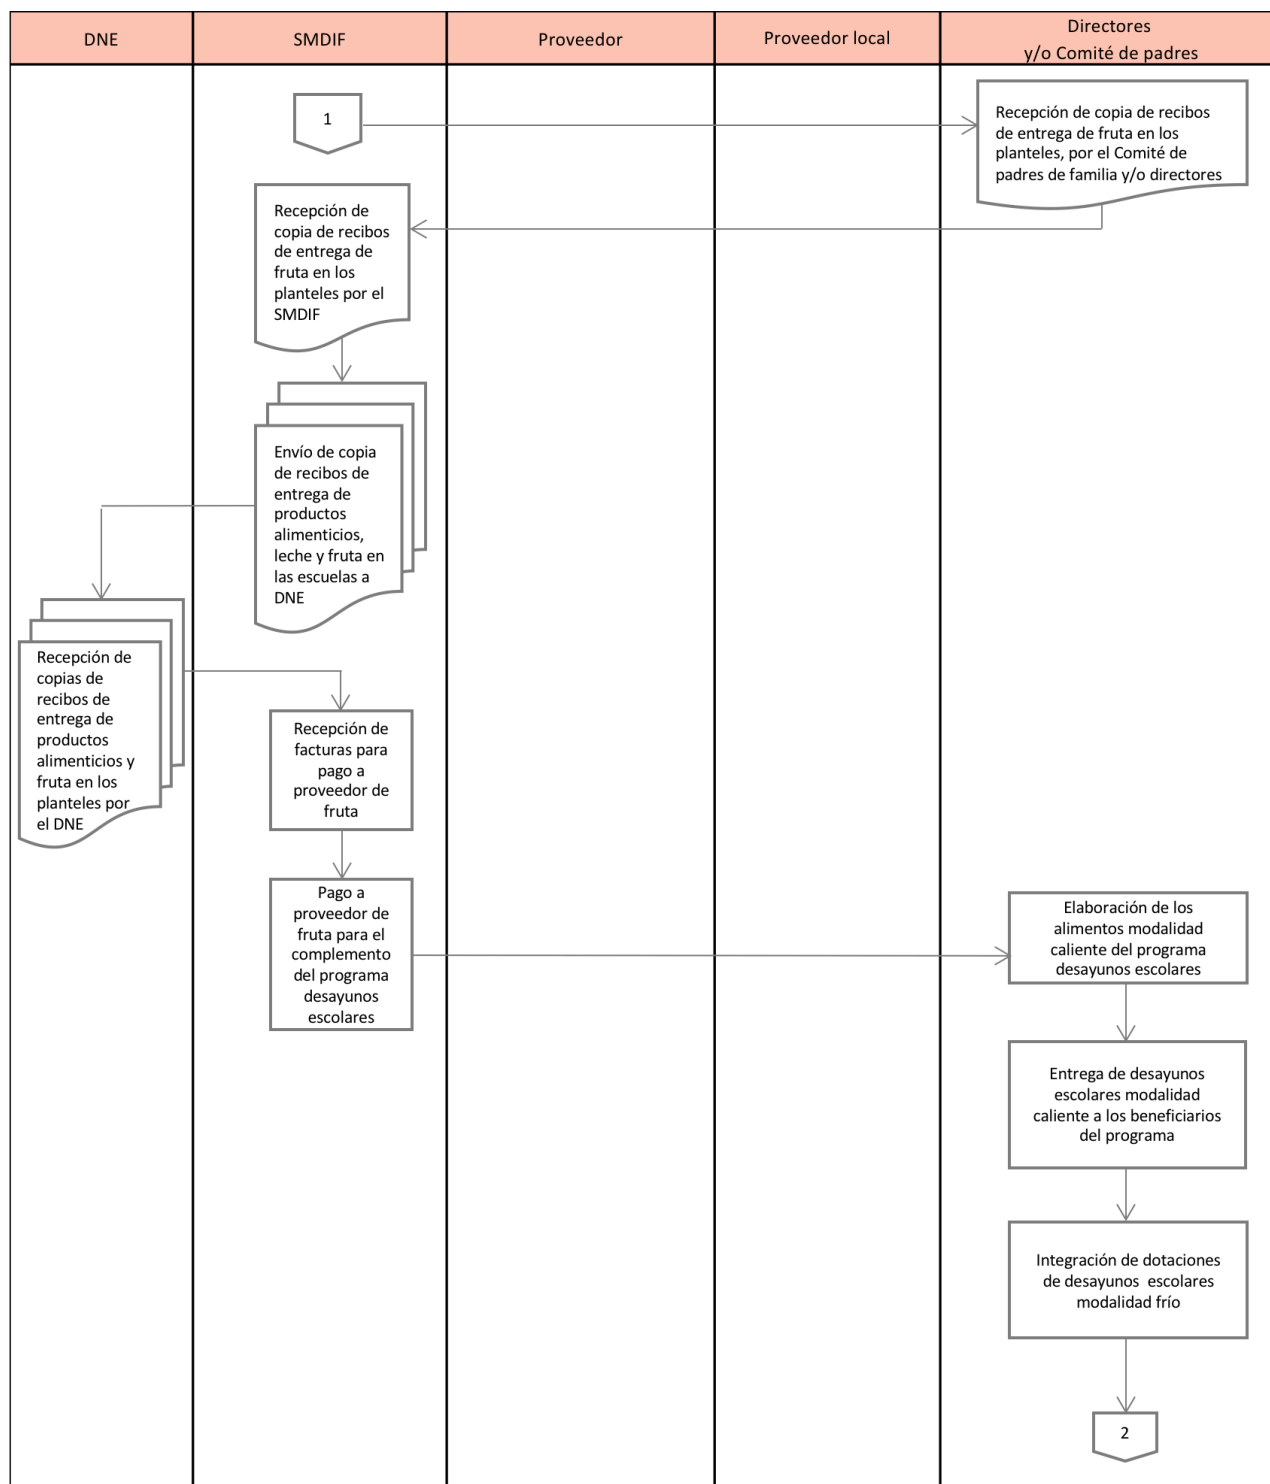 DNE
SMDIF
Proveedor
Proveedor local
Directores
y/o Comité de padres
1
Recepción de copia de recibos
de entrega de fruta en los
planteles, por el Comité de
padres de familia y/o directores
Recepción de
copia de recibos
de entrega de
fruta en los
planteles por el
SMDIF
Envío de copia
de recibos de
entrega de
productos
alimenticios,
leche y fruta en
las escuelas a
DNE
Recepción de
copias de
recibos de
entrega de
productos
alimenticios y
fruta en los
planteles por
el DNE
Recepción de
facturas para
pago a
proveedor de
fruta
Pago a
proveedor de
fruta para el
complemento
del programa
desayunos
escolares
Elaboración de los
alimentos modalidad
caliente del programa
desayunos escolares
Entrega de desayunos
escolares modalidad
caliente a los beneficiarios
del programa
Integración de dotaciones
de desayunos escolares
modalidad frío
2